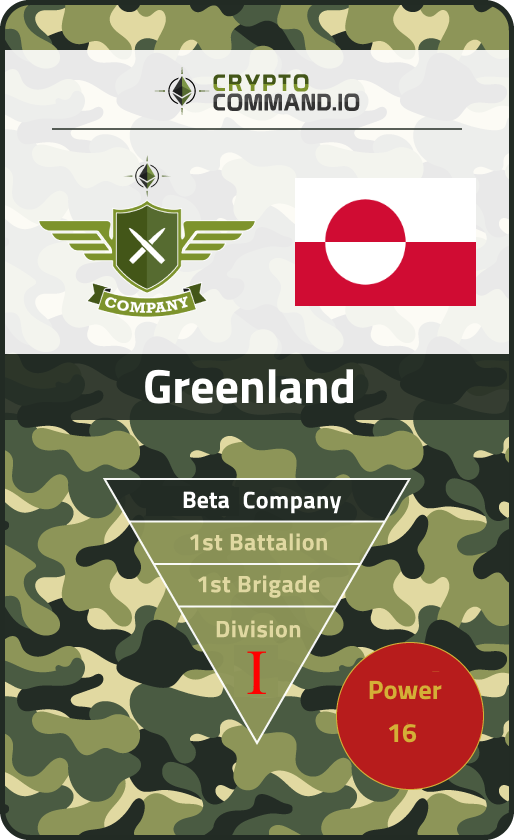 CRYPTO
COMMAND.IO
COMPANY
Greenland
Beta Company
1st Battalion
1st Brigade
Division
I
Power
16